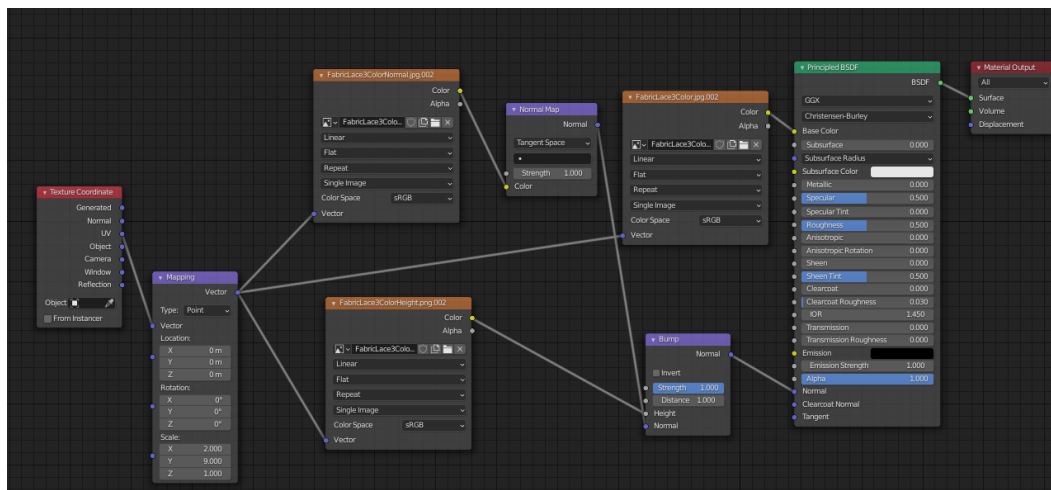 Texture Coordinate
Generated
Normal
UV
Object
Camera
Window
Reflection
Object
From Instancer
Mapping
Vector
Type: Point
Vector
Location:
X 0 m
Y 0 m
Z 0 m
Rotation:
X 0°
Y 0°
Z 0°
Scale:
X 2.000
Y 9.000
Z 1.000
FabricLace3ColorNormal.jpg.002
Color
Alpha
FabricLace3Colo...
Linear
Flat
Repeat
Single Image
Color Space sRGB
Vector
FabricLace3ColorHeight.png.002
Color
Alpha
FabricLace3Colo...
Linear
Flat
Repeat
Single Image
Color Space sRGB
Vector
Normal Map
Normal
Tangent Space
Strength 1.000
Color
FabricLace3Color.jpg.002
Color
Alpha
FabricLace3Colo...
Linear
Flat
Repeat
Single Image
Color Space sRGB
Vector
Bump
Normal
Invert
Strength 1.000
Distance 1.000
Height
Normal
Principled BSDF
BSDF
GGX
Christensen-Burley
Base Color
Subsurface 0.000
Subsurface Radius
Subsurface Color
Metallic 0.000
Specular 0.500
Specular Tint 0.000
Roughness 0.500
Anisotropic 0.000
Anisotropic Rotation 0.000
Sheen 0.000
Sheen Tint 0.500
Clearcoat 0.000
Clearcoat Roughness 0.030
IOR 1.450
Transmission 0.000
Transmission Roughness 0.000
Emission
Emission Strength 1.000
Alpha 1.000
Normal
Clearcoat Normal
Tangent
Material Output
All
Surface
Volume
Displacement